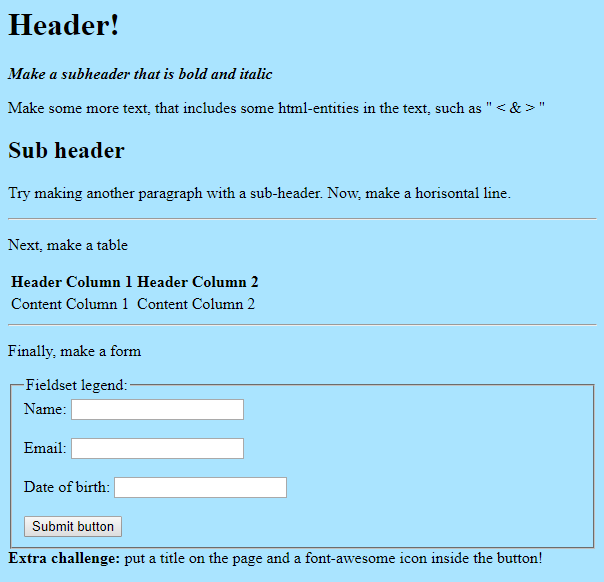 Header!
Make a subheader that is bold and italic
Make some more text, that includes some html-entities in the text, such as " < & > "
Sub header
Try making another paragraph with a sub-header. Now, make a horisontal line.
Next, make a table
Header Column 1 Header Column 2
Content Column 1 Content Column 2
Finally, make a form
Fieldset legend:
Name:
Email:
Date of birth:
Submit button
Extra challenge: put a title on the page and a font-awesome icon inside the button!